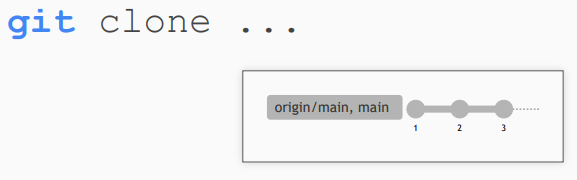 git clone ...
origin/main, main
1 2 3